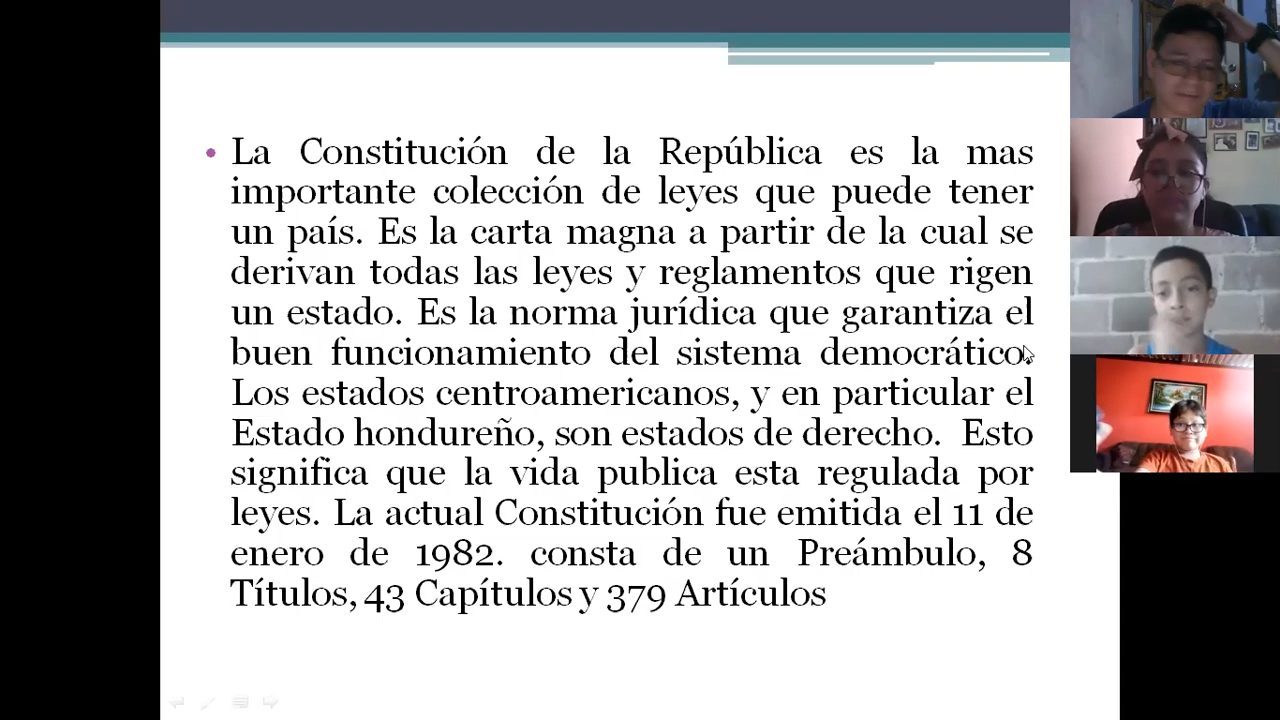 La Constitución de la República es la mas
importante colección de leyes que puede tener
un país. Es la carta magna a partir de la cual se
derivan todas las leyes y reglamentos que rigen
un estado. Es la norma jurídica que garantiza el
buen funcionamiento del sistema democrático.
Los estados centroamericanos, y en particular el
Estado hondureño, son estados de derecho.  Esto
significa que la vida publica esta regulada por
leyes. La actual Constitución fue emitida el 11 de
enero de 1982. consta de un Preámbulo, 8
Títulos, 43 Capítulos y 379 Artículos